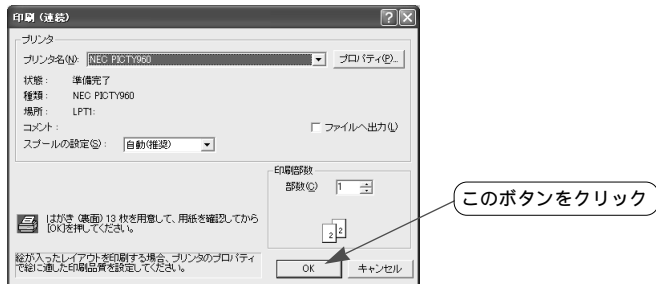 印刷 (連続)
プリンタ
プリンタ名(N): NEC PICTY960 プロパティ(P)...
状態： 準備完了
種類： NEC PICTY960
場所： LPT1:
コメント： ファイルへ出力(L)
スプールの設定(S)： 自動(推奨)
印刷部数
部数(C) 1
はがき (裏面) 13 枚を用意して、用紙を確認してから
[OK]を押してください。
2 2
絵が入ったレイアウトを印刷する場合、プリンタのプロパティ
で絵に適した印刷品質を設定してください。
OK キャンセル
このボタンをクリック